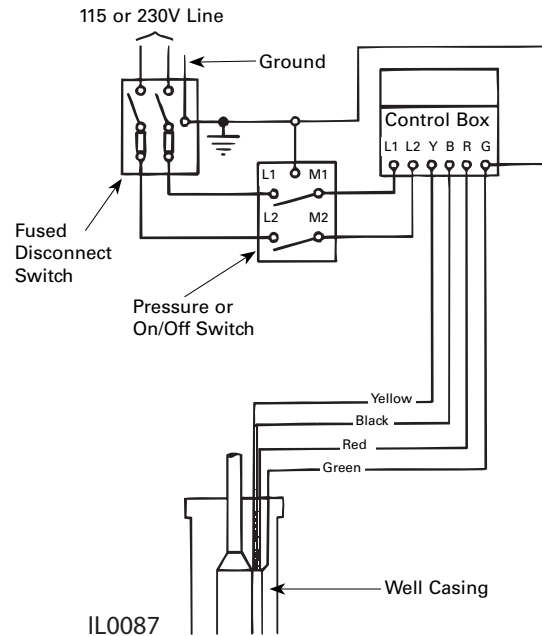 115 or 230V Line
Ground
Control Box
L1 L2 Y B R G
L1 M1
L2 M2
Fused
Disconnect
Switch
Pressure or
On/Off Switch
Yellow
Black
Red
Green
Well Casing
IL0087